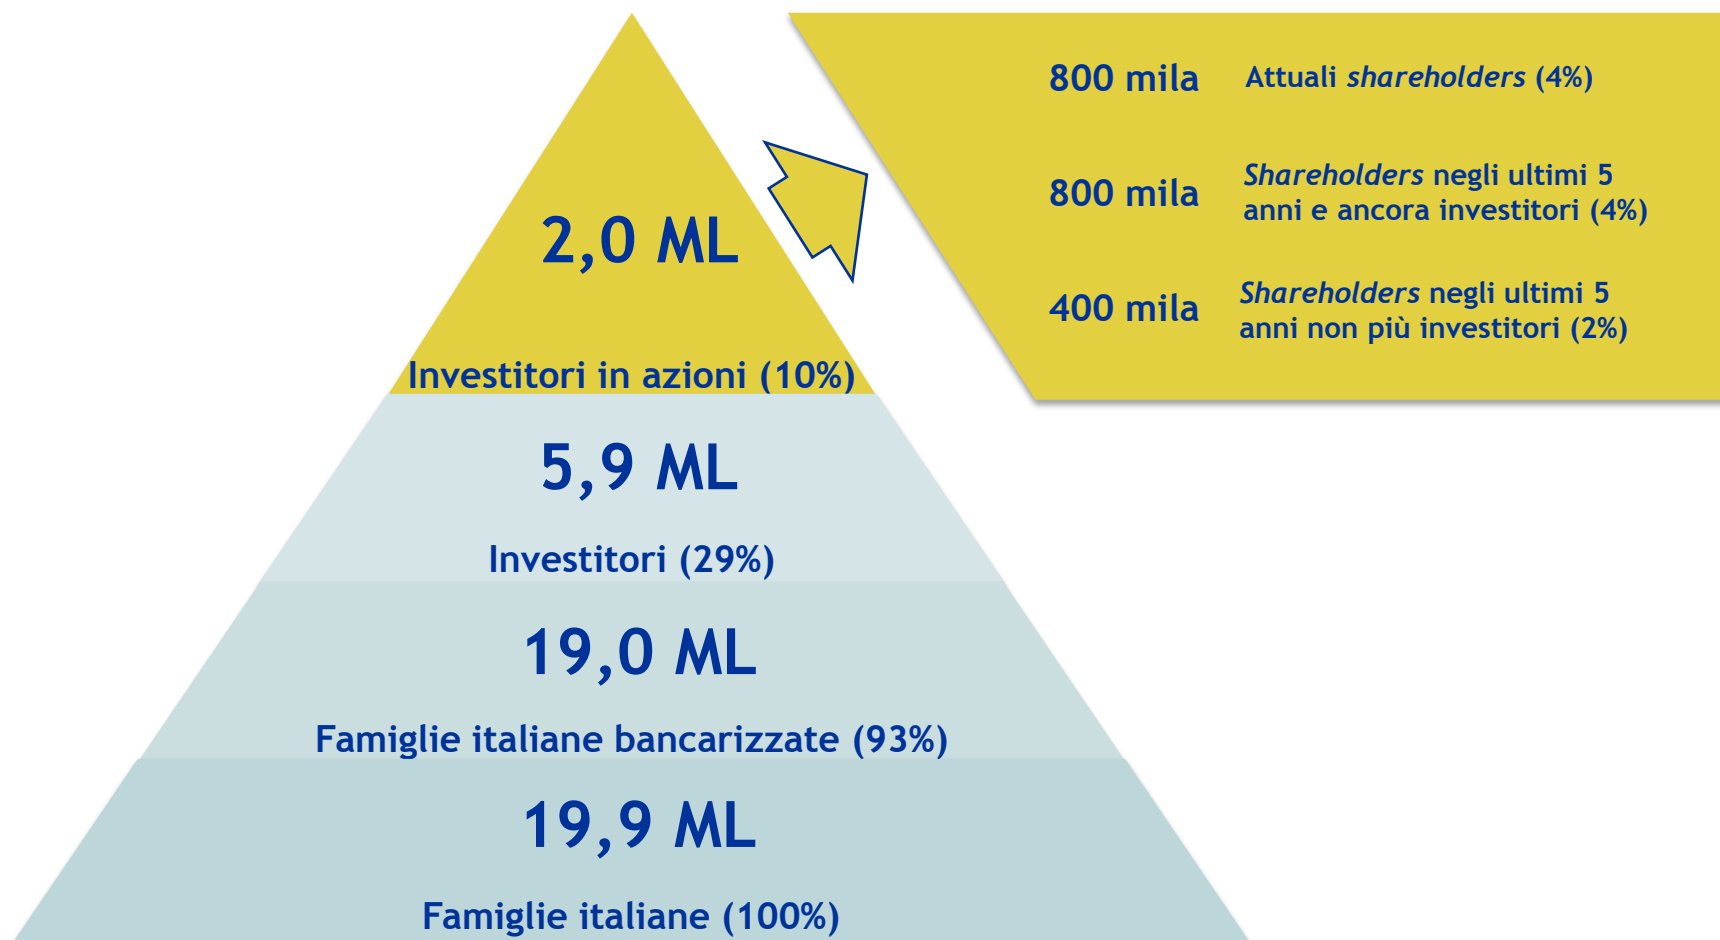 2,0 ML
Investitori in azioni (10%)
5,9 ML
Investitori (29%)
19,0 ML
Famiglie italiane bancarizzate (93%)
19,9 ML
Famiglie italiane (100%)
800 mila Attuali shareholders (4%)
800 mila Shareholders negli ultimi 5
anni e ancora investitori (4%)
400 mila Shareholders negli ultimi 5
anni non più investitori (2%)